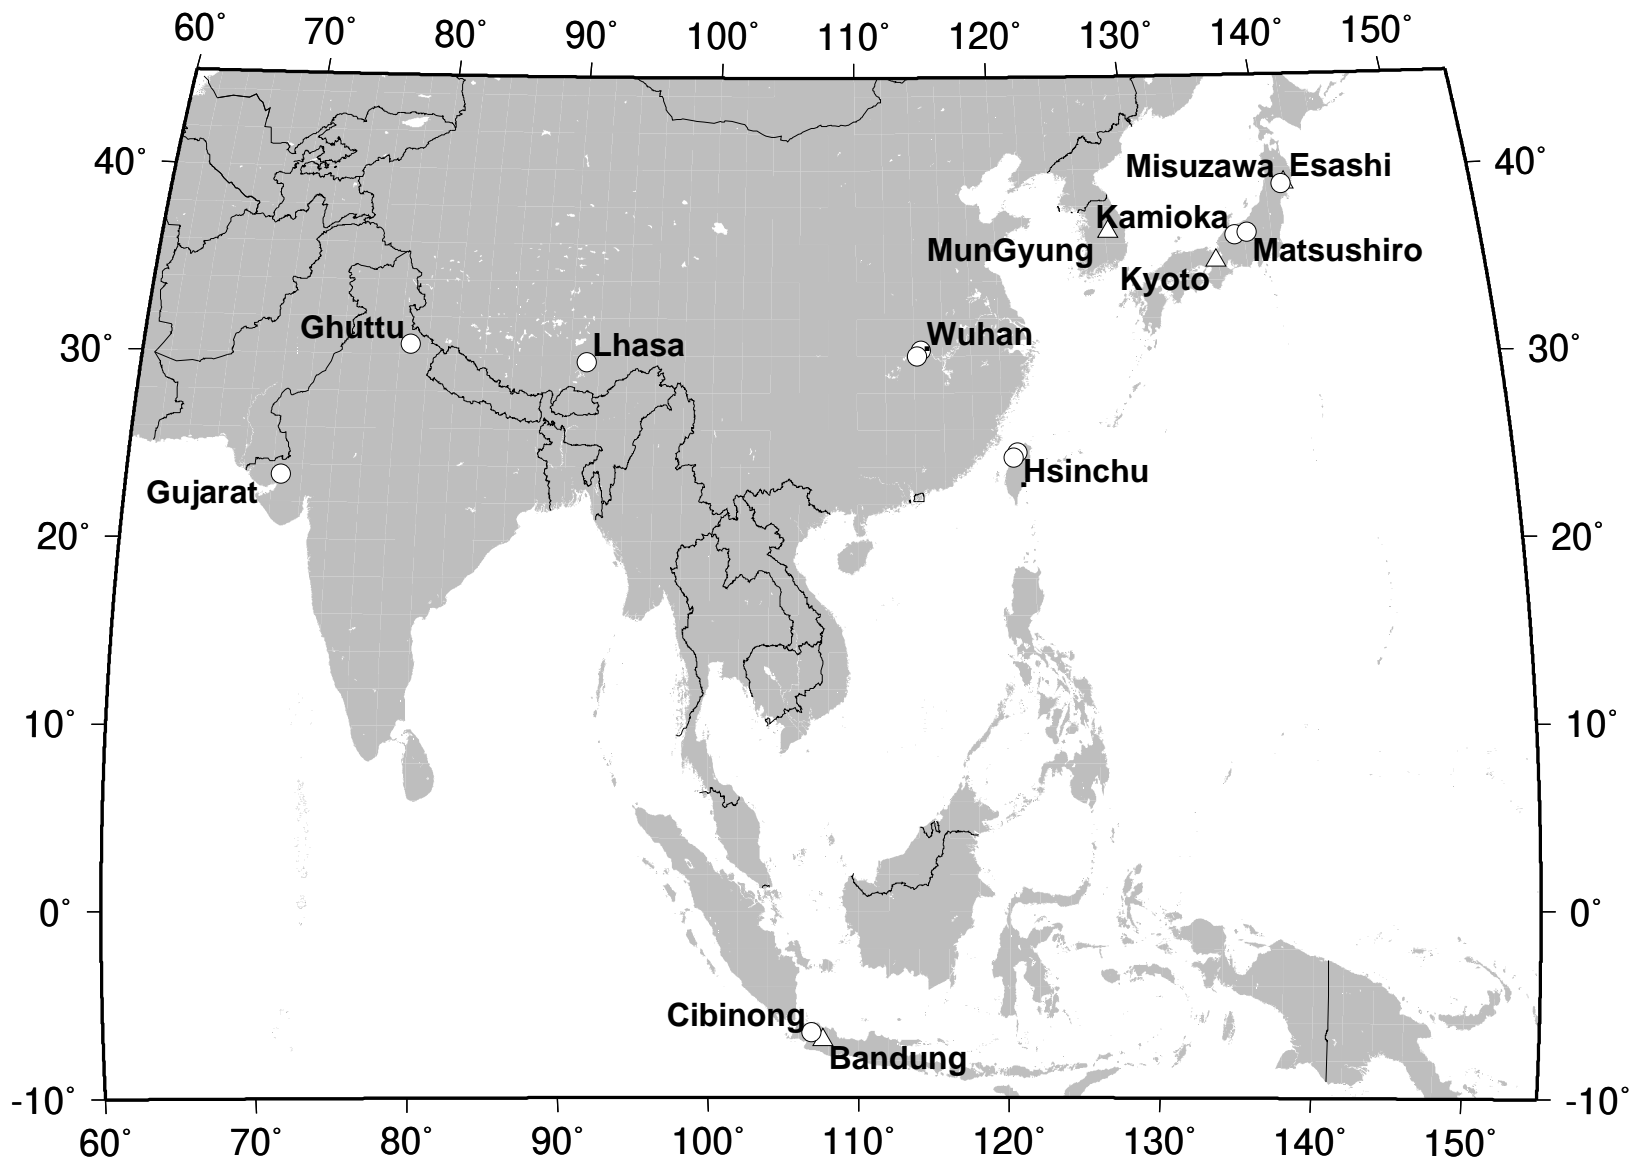 60° 70° 80° 90° 100° 110° 120° 130° 140° 150°
40° 40°
Misuzawa Esashi
Kamioka
MunGyung Matsushiro
Kyoto
30° 30°
Ghuttu Lhasa Wuhan
Gujarat Hsinchu
20° 20°
10° 10°
0° 0°
Cibinong
Bandung
-10° -10°
60° 70° 80° 90° 100° 110° 120° 130° 140° 150°